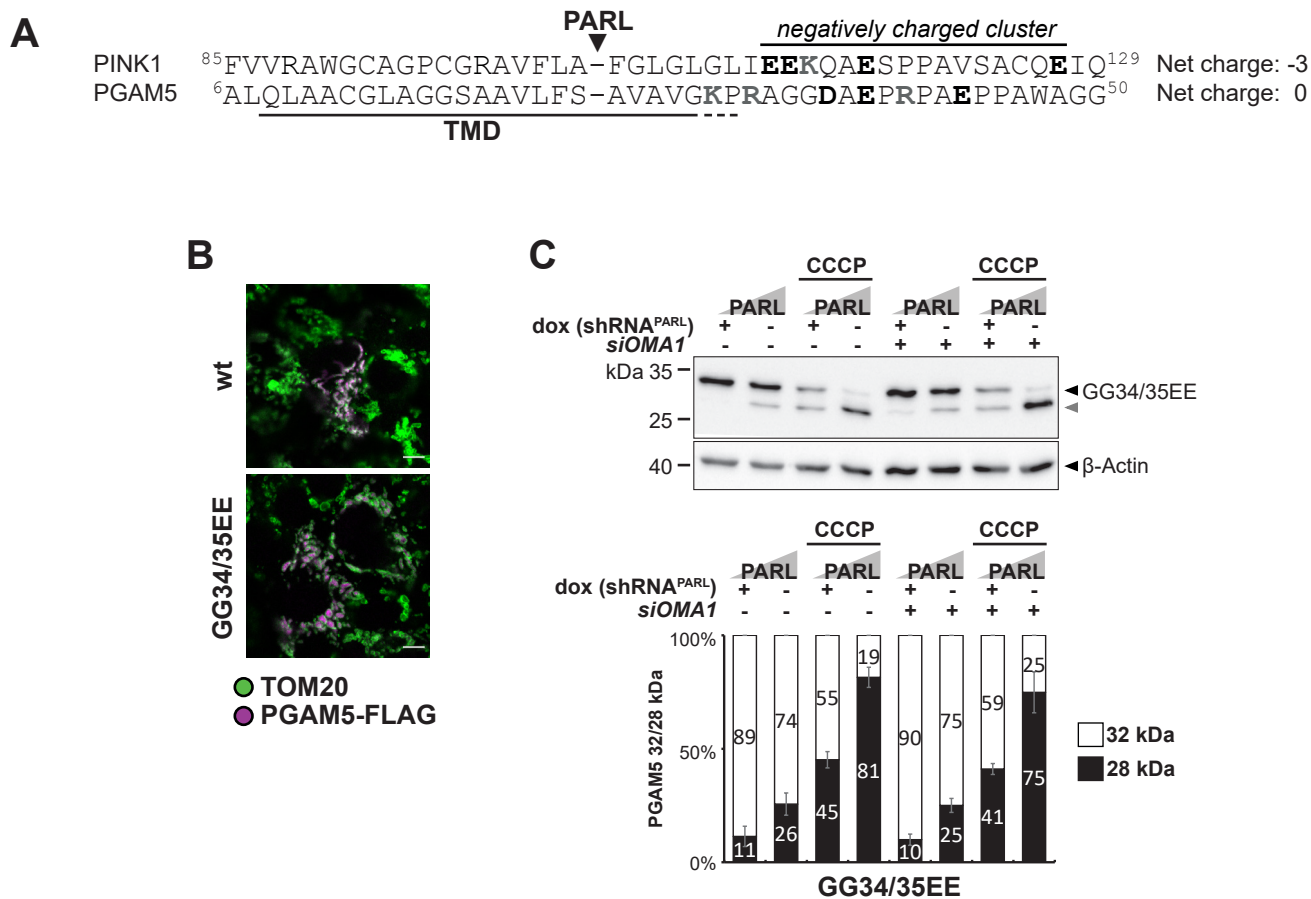 A
PARL
negatively charged cluster
PINK1 85FVVRAWGCAGPCGRAVFLA–FGLGLGLIEEKQAESPPAVSACQEIQ129 Net charge: -3
PGAM5 6ALQLAACGLAGGSAAVLFS–AVAVGKPRAGGDAEPRPAEPPAWAGG50 Net charge: 0
TMD
B
wt
GG34/35EE
TOM20
PGAM5-FLAG
C
CCCP CCCP
PARL PARL PARL PARL
dox (shRNAPARL) + - + - + - + -
siOMA1 - - - - + + + +
kDa 35
GG34/35EE
25
40
β-Actin
CCCP CCCP
PARL PARL PARL PARL
dox (shRNAPARL) + - + - + - + -
siOMA1 - - - - + + + +
PGAM5 32/28 kDa
100%
50%
0%
89 74 55 19 90 75 59 25
11 26 45 81 10 25 41 75
32 kDa
28 kDa
GG34/35EE